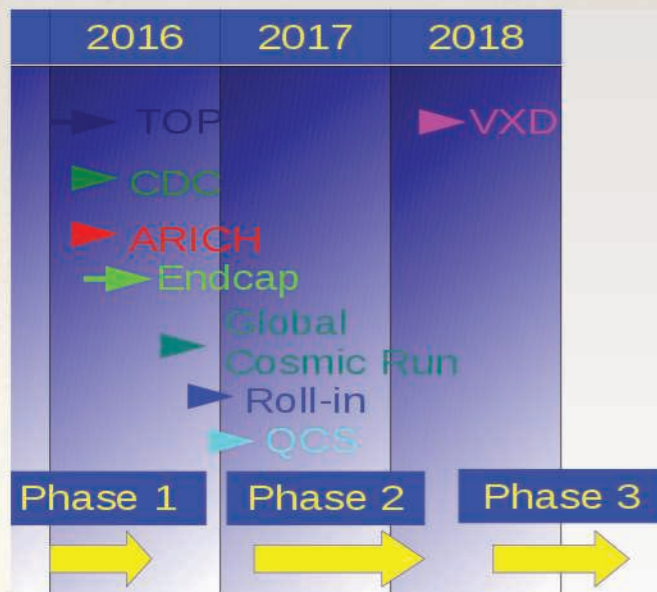 2016 2017 2018
TOP VXD
CDC
ARICH
Endcap
Global
Cosmic Run
Roll-in
QCS
Phase 1 Phase 2 Phase 3